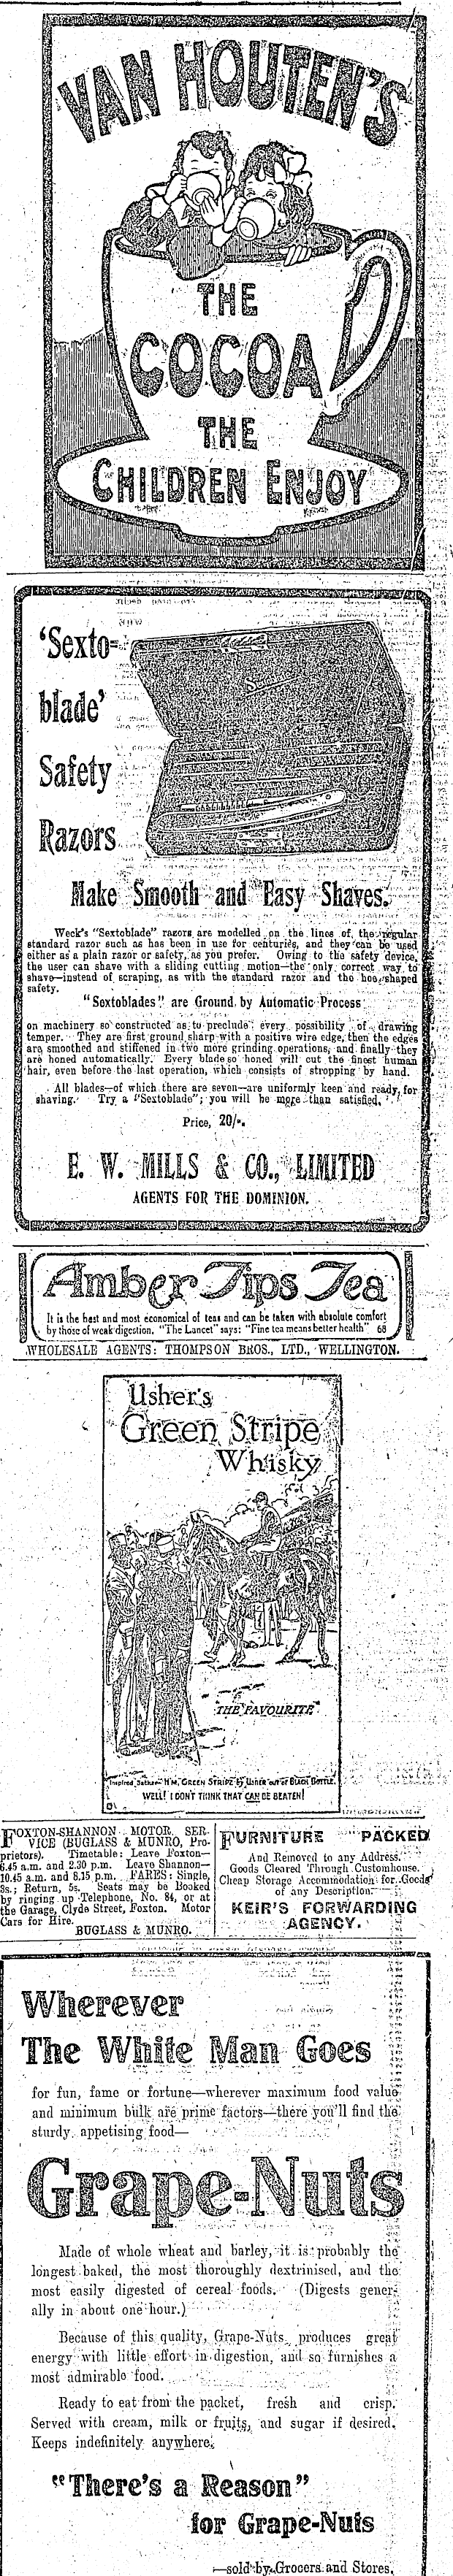 VAN HOUTEN'S
THE
COCOA
THE
CHILDREN ENJOY
'Sexto-
blade'
Safety
Razors
Make Smooth and Easy Shaves.
Weck's "Sextoblade" razors are modelled on the lines of the regular
standard razor such as has been in use for centuries, and they can be used
either as a plain razor or safety, as you prefer. Owing to the safety device,
the user can shave with a sliding cutting motion—the only correct way to
shave—instead of scraping, as with the standard razor and the hoe-shaped
safety.
"Sextoblades" are Ground by Automatic Process
on machinery so constructed as to preclude every possibility of drawing
temper. They are first ground sharp with a positive wire edge, then the edges
are smoothed and stiffened in two more grinding operations, and finally they
are honed automatically. Every blade so honed will cut the finest human
hair, even before the last operation, which consists of stropping by hand.
All blades—of which there are seven—are uniformly keen and ready for
shaving. Try a "Sextoblade"; you will be more than satisfied.
Price, 20/-.
E. W. MILLS & CO., LIMITED
AGENTS FOR THE DOMINION.
Amber Tips Tea
It is the best and most economical of teas and can be taken with absolute comfort
by those of weak digestion. "The Lancet" says: "Fine tea means better health" 68
WHOLESALE AGENTS: THOMPSON BROS., LTD., WELLINGTON.
Usher's
Green Stripe
Whisky
"THE FAVOURITE"
Inspired Father— H'M, GREEN STRIPE by USHER out of BLACK BOTTLE.
WELL! I DON'T THINK THAT CAN BE BEATEN!
FOXTON-SHANNON MOTOR SER-
VICE (BUGLASS & MUNRO, Pro-
prietors). Timetable: Leave Foxton—
6.45 a.m. and 2.30 p.m. Leave Shannon—
10.45 a.m. and 8.15 p.m. FARES: Single,
3s.; Return, 5s. Seats may be Booked
by ringing up Telephone, No. 84, or at
the Garage, Clyde Street, Foxton. Motor
Cars for Hire.
BUGLASS & MUNRO.
FURNITURE PACKED
And Removed to any Address.
Goods Cleared Through Customhouse.
Cheap Storage Accommodation for Goods
of any Description.
KEIR'S FORWARDING
AGENCY.
Wherever
The White Man Goes
for fun, fame or fortune—wherever maximum food value
and minimum bulk are prime factors—there you'll find the
sturdy, appetising food—
Grape-Nuts
Made of whole wheat and barley, it is probably the
longest baked, the most thoroughly dextrinised, and the
most easily digested of cereal foods. (Digests gener-
ally in about one hour.)
Because of this quality, Grape-Nuts produces great
energy with little effort in digestion, and so furnishes a
most admirable food.
Ready to eat from the packet, fresh and crisp.
Served with cream, milk or fruits, and sugar if desired.
Keeps indefinitely anywhere.
"There's a Reason"
for Grape-Nuts
—sold by Grocers and Stores.